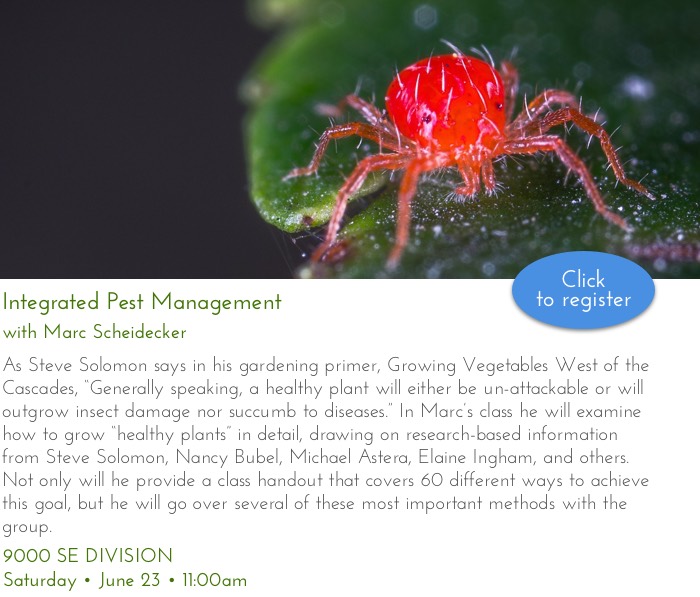 Click
to register
Integrated Pest Management
with Marc Scheidecker
As Steve Solomon says in his gardening primer, Growing Vegetables West of the
Cascades, "Generally speaking, a healthy plant will either be un-attackable or will
outgrow insect damage nor succumb to diseases." In Marc's class he will examine
how to grow "healthy plants" in detail, drawing on research-based information
from Steve Solomon, Nancy Bubel, Michael Astera, Elaine Ingham, and others.
Not only will he provide a class handout that covers 60 different ways to achieve
this goal, but he will go over several of these most important methods with the
group.
9000 SE DIVISION
Saturday • June 23 • 11:00am